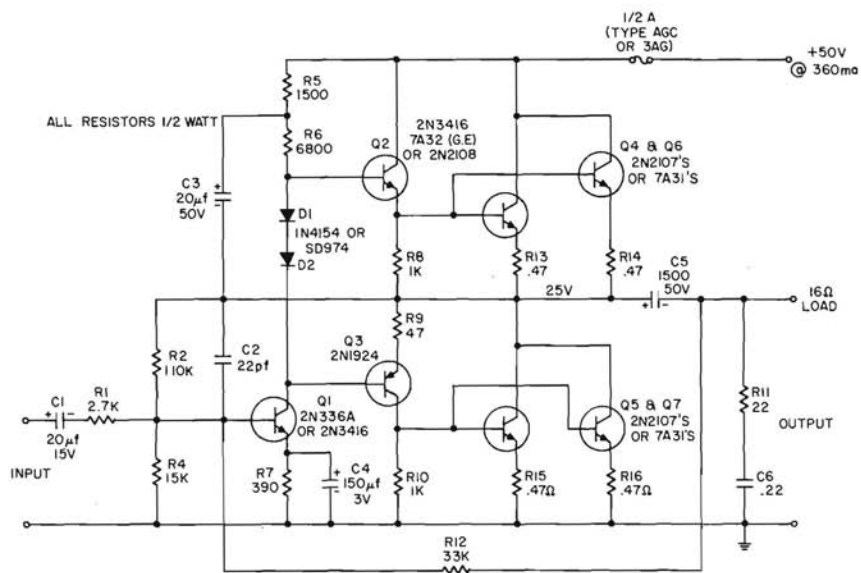 1/2 A
(TYPE AGC
OR 3AG)
+50V
@ 360ma
R5
1500
ALL RESISTORS 1/2 WATT
R6
6800
Q2
2N3416
7A32 (G.E)
OR 2N2108
Q4 & Q6
2N2107'S
OR 7A31'S
C3
20µf
50V
+
-
D1
1N4154 OR
SD974
D2
R8
1K
R13
.47
R14
.47
C5
1500
50V
25V
+
-
16Ω
LOAD
R9
47
R2
110K
C2
22pf
Q3
2N1924
C1
+
-
20µf
15V
R1
2.7K
Q1
2N336A
OR 2N3416
Q5 & Q7
2N2107'S
OR 7A31'S
R11
22
OUTPUT
INPUT
R4
15K
R7
390
+
-
C4
150µf
3V
R10
1K
R15
.47Ω
R16
.47Ω
C6
.22
R12
33K